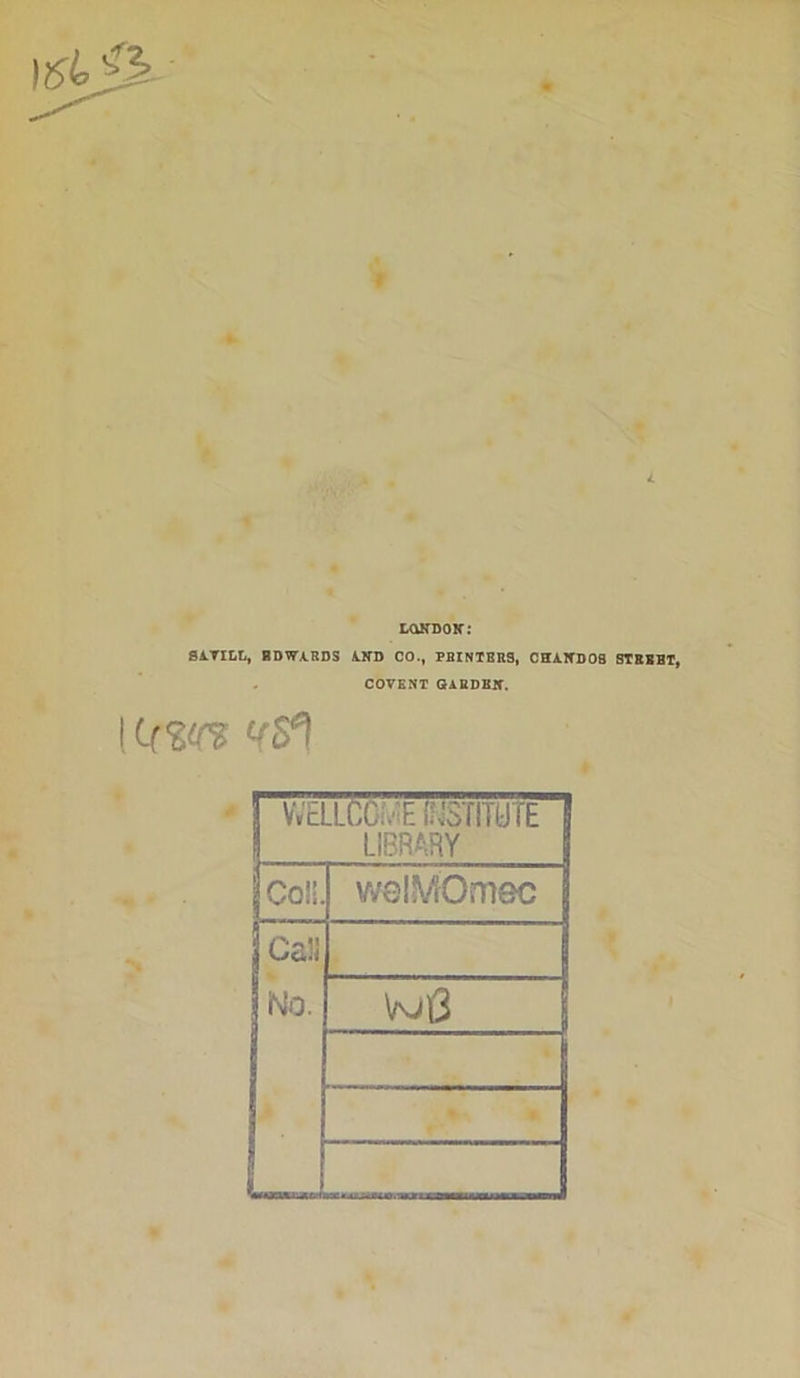 LONDON:
SAVILL, EDWARDS AND CO., PRINTERS, CHANDOS STREET,
COVENT GARDEN.
WELLCOME INSTITUTE
LIBRARY
Coll. welMOmec
Call
No. WB